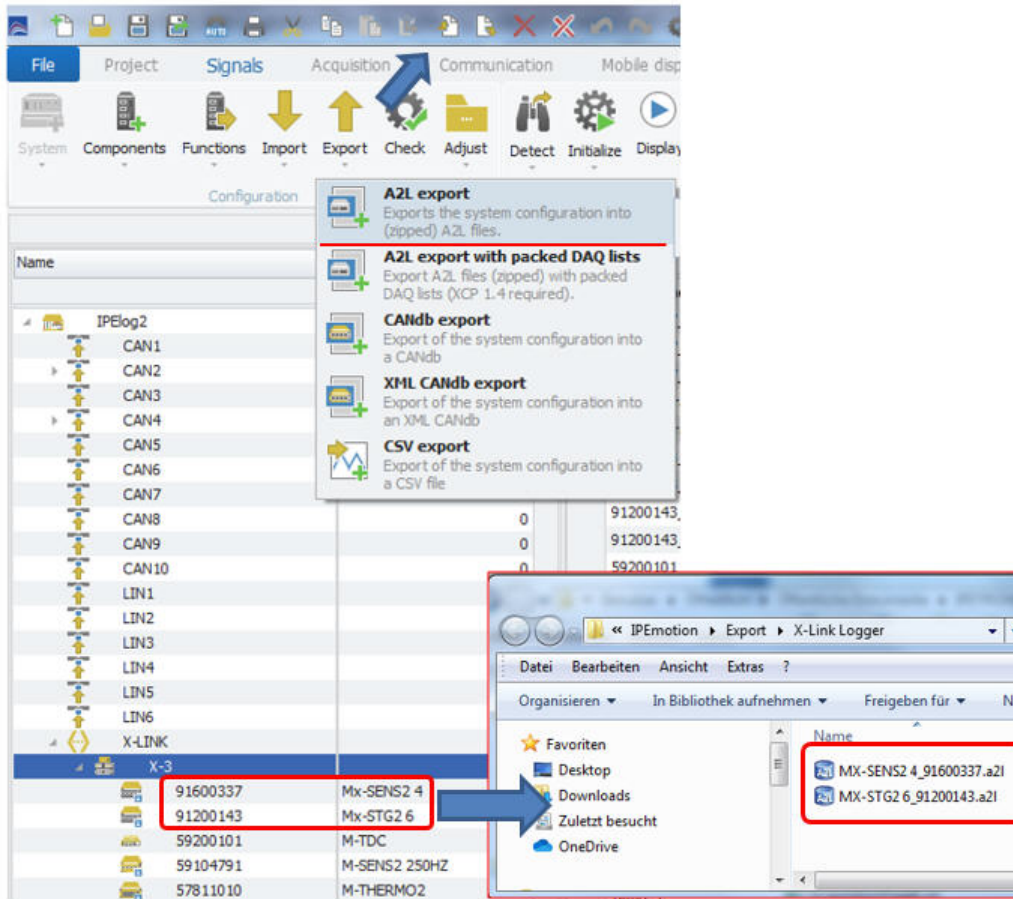 AUTO
File Project Signals Acquisition Communication Mobile disp
System Components Functions Import Export Check Adjust Detect Initialize Display
Configuration
A2L export
Exports the system configuration into
(zipped) A2L files.
A2L export with packed DAQ lists
Export A2L files (zipped) with packed
DAQ lists (XCP 1.4 required).
CANdb export
Export of the system configuration into
a CANdb
XML CANdb export
Export of the system configuration into
an XML CANdb
CSV export
Export of the system configuration into
a CSV file
Name
IPElog2
CAN1
CAN2
CAN3
CAN4
CAN5
CAN6
CAN7
CAN8 0 91200143_
CAN9 0 91200143_
CAN10 0 59200101
LIN1
LIN2
LIN3
LIN4
LIN5
LIN6
X-LINK
X-3
91600337 Mx-SENS2 4
91200143 Mx-STG2 6
59200101 M-TDC
59104791 M-SENS2 250HZ
57811010 M-THERMO2
« IPEmotion Export X-Link Logger
Datei Bearbeiten Ansicht Extras ?
Organisieren In Bibliothek aufnehmen Freigeben für N
Favoriten
Desktop
Downloads
Zuletzt besucht
OneDrive
Name
MX-SENS2 4_91600337.a2l
MX-STG2 6_91200143.a2l